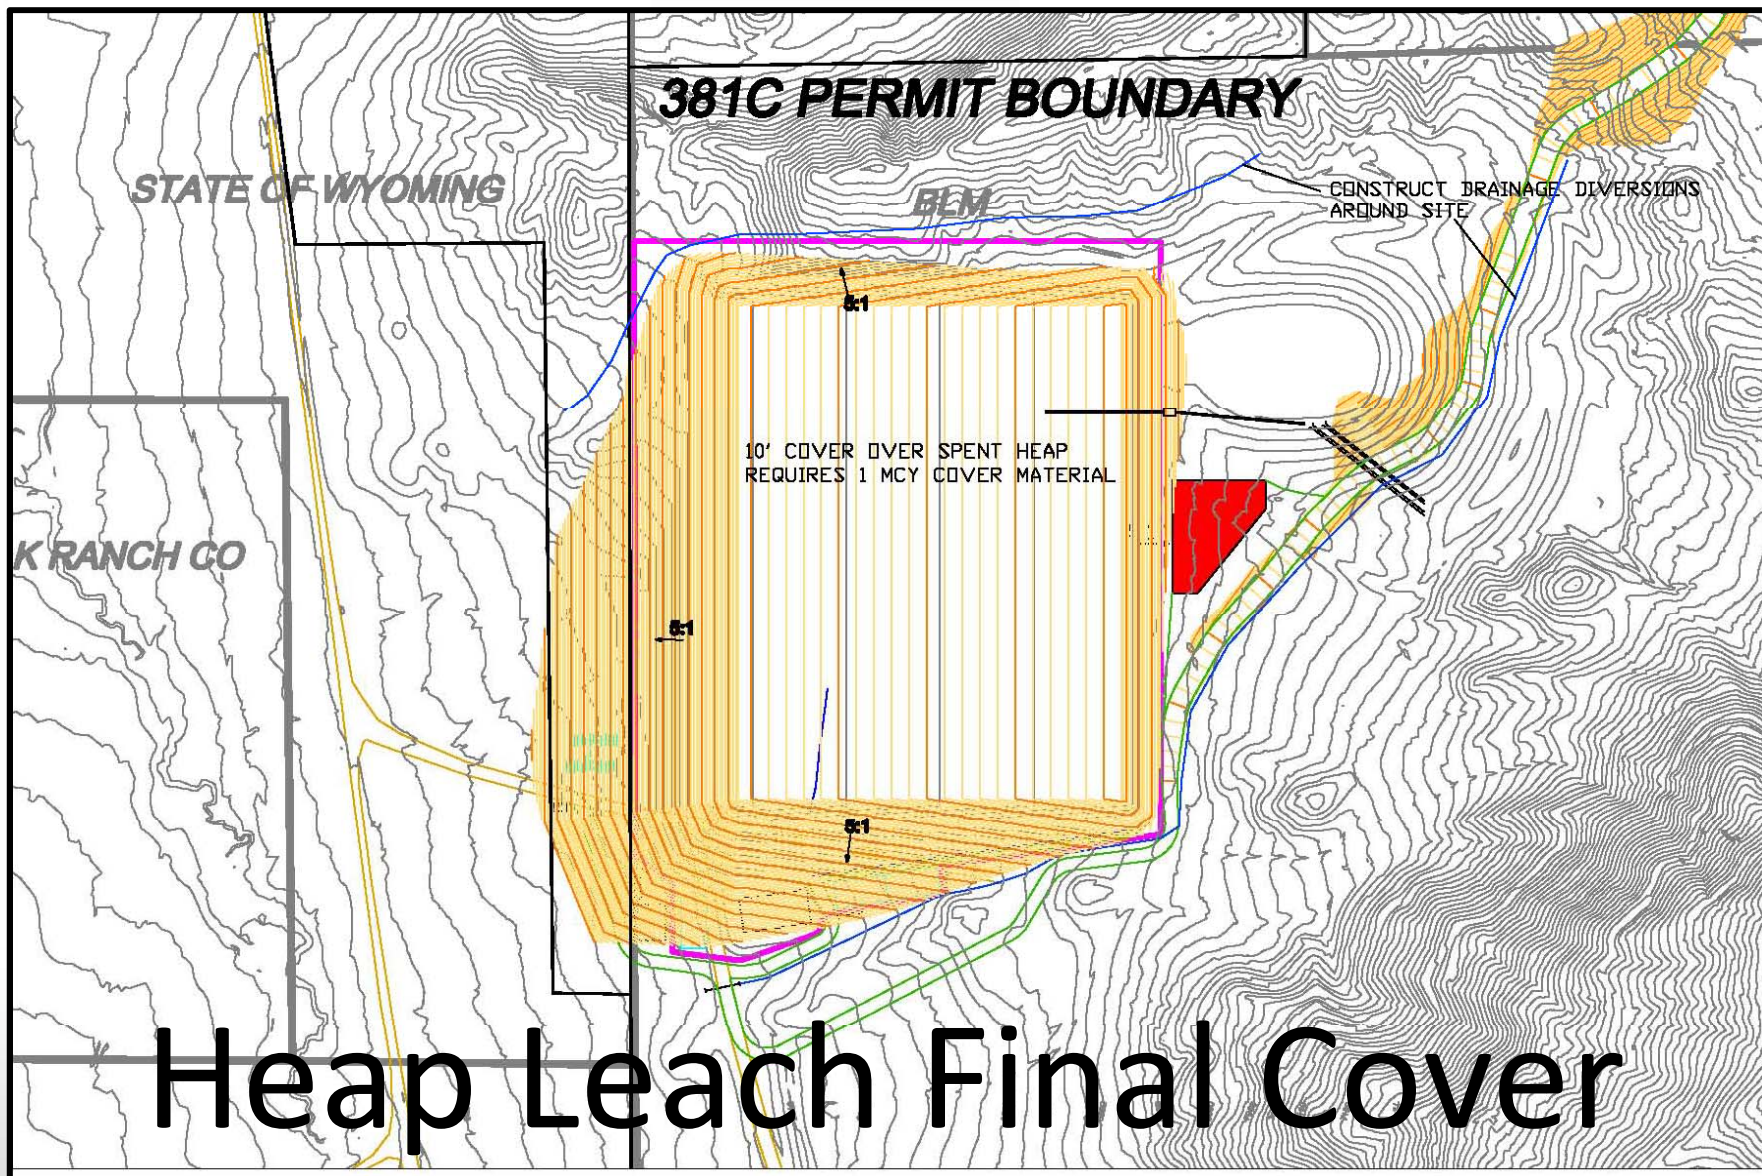 381C PERMIT BOUNDARY
STATE OF WYOMING
BLM
CONSTRUCT DRAINAGE DIVERSIONS
AROUND SITE
5:1
10' COVER OVER SPENT HEAP
REQUIRES 1 MCY COVER MATERIAL
K RANCH CO
5:1
5:1
Heap Leach Final Cover